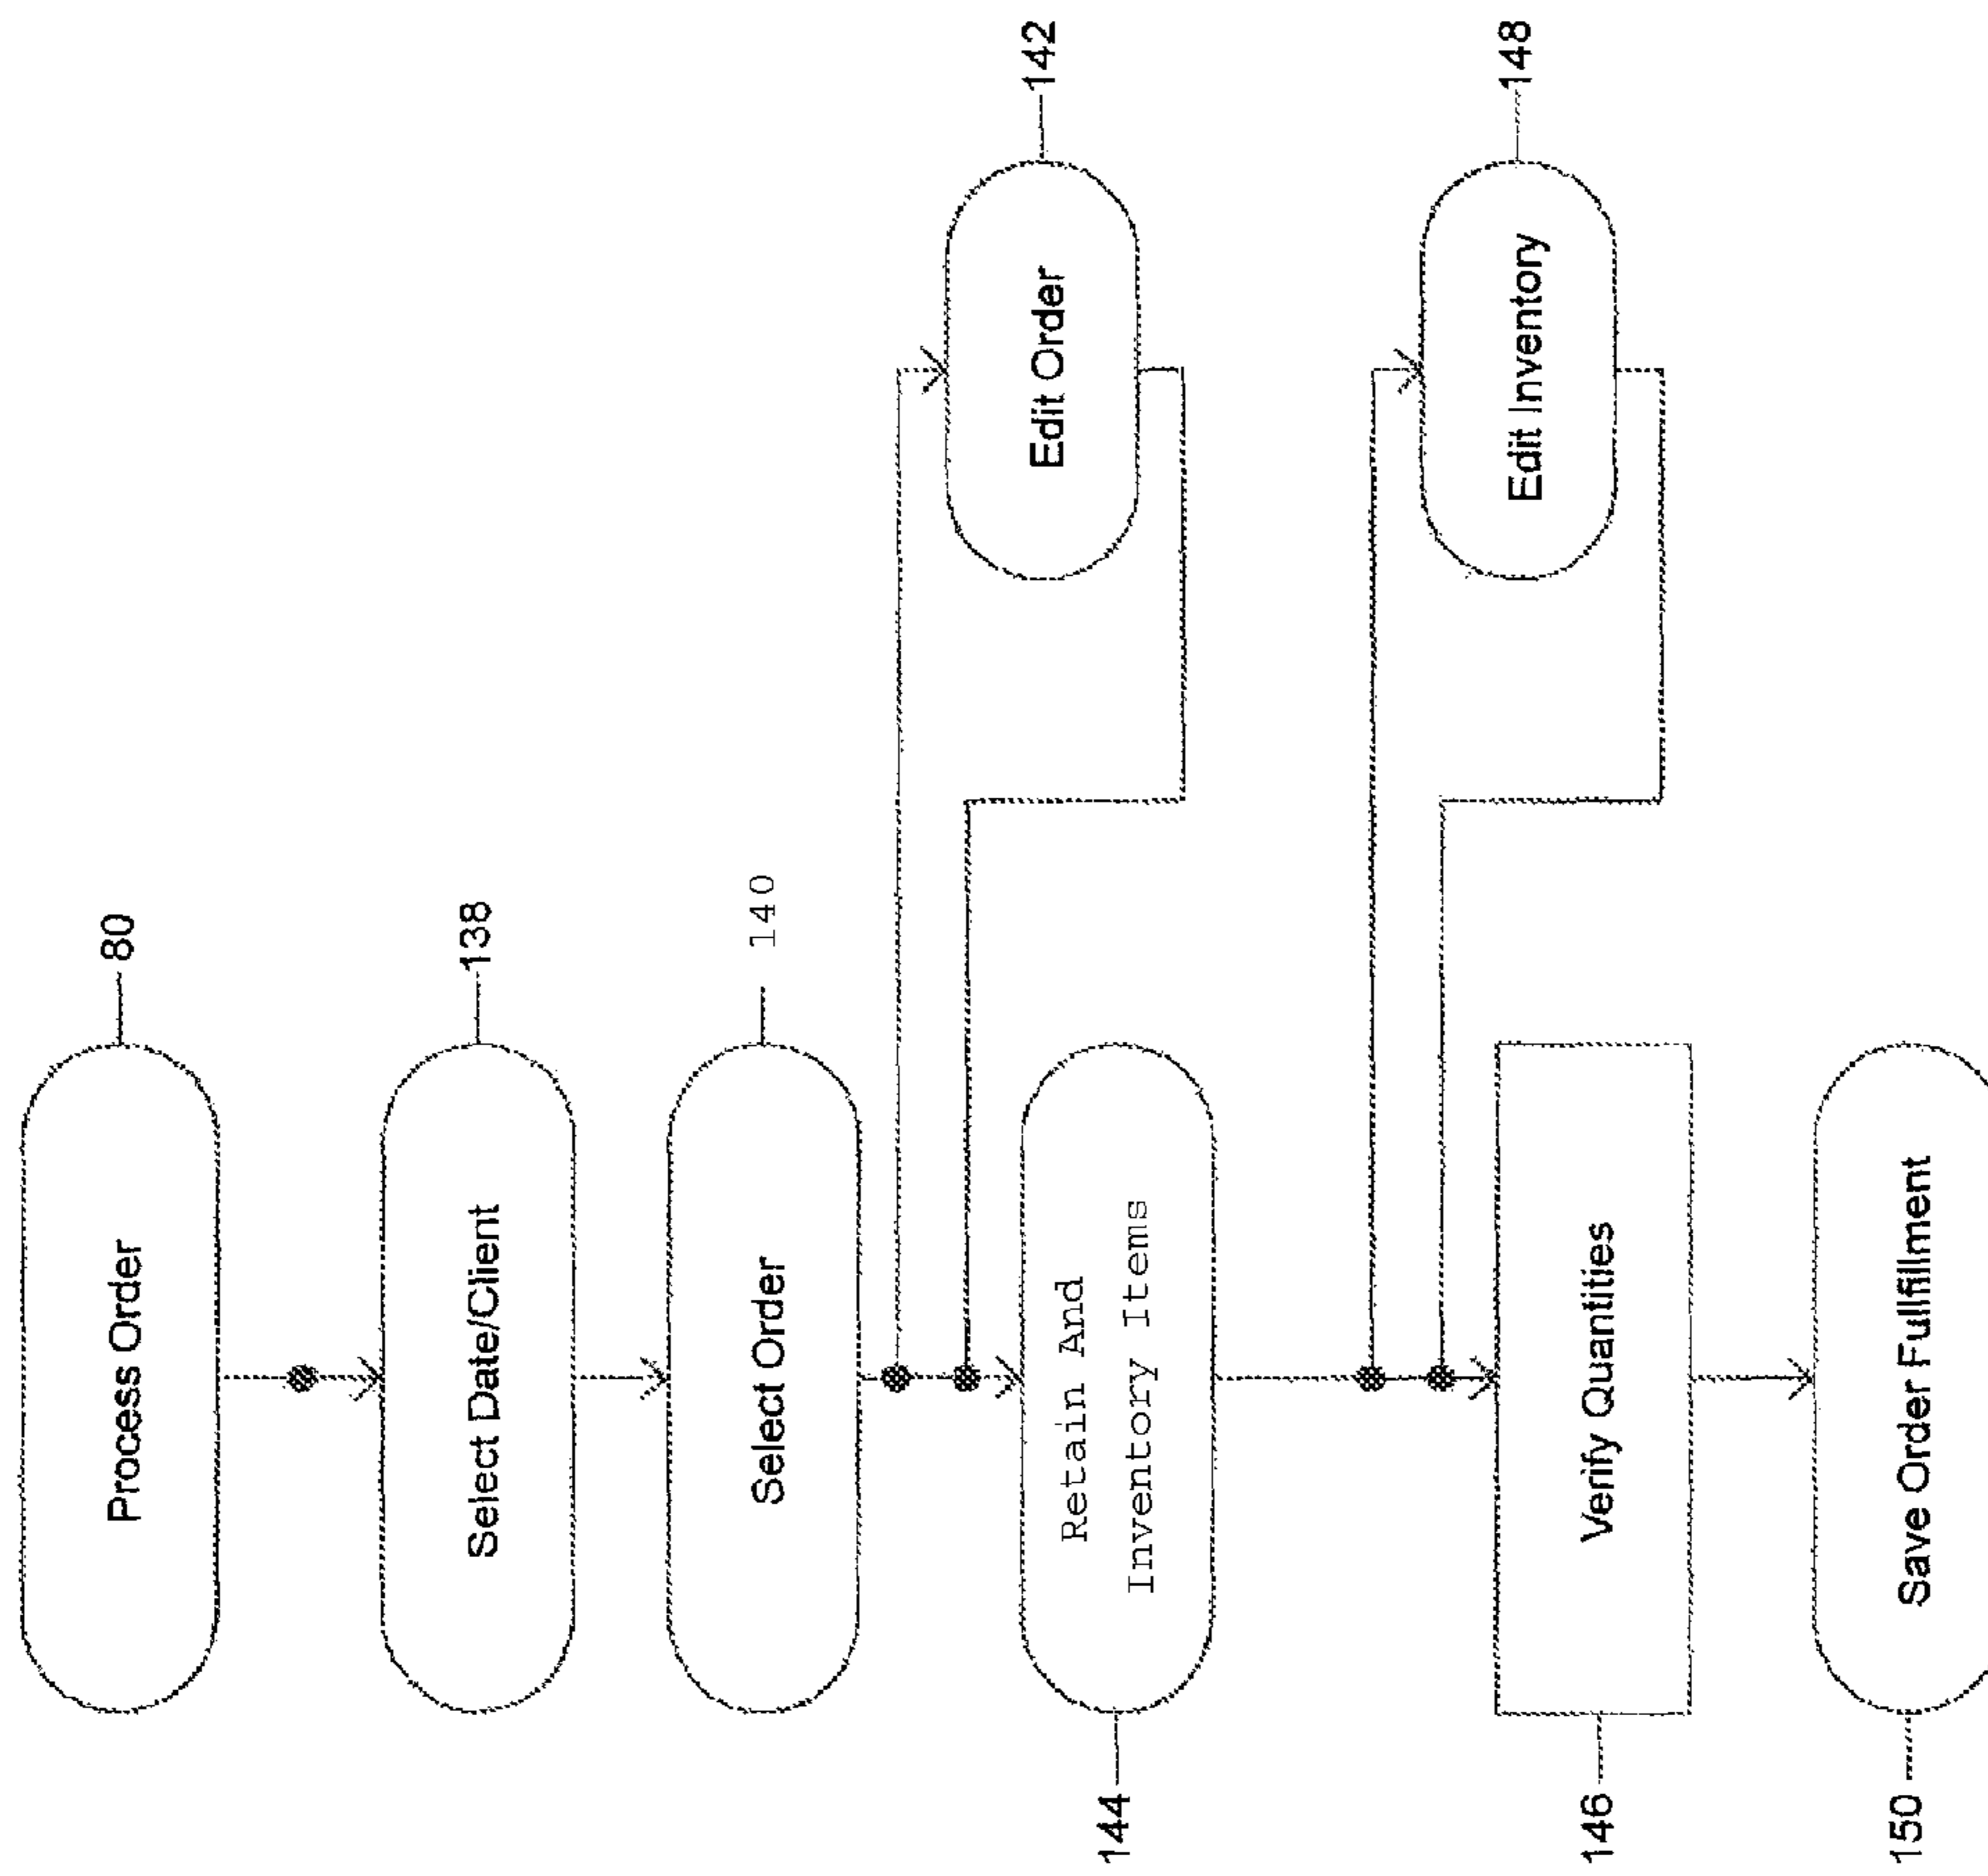 Process Order
80
Select Date/Client
138
Select Order
140
Edit Order
142
Retain And
Inventory Items
144
Edit Inventory
148
Verify Quantities
146
Save Order Fullfillment
150